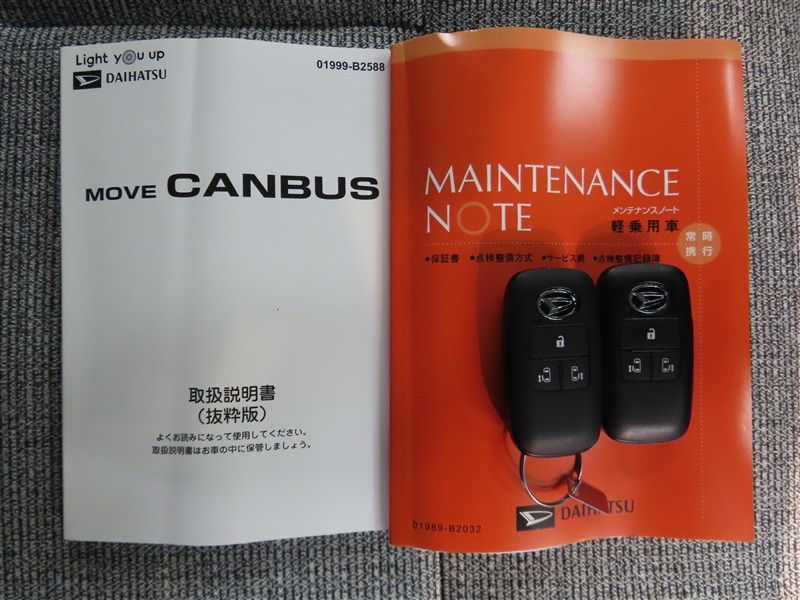 Light you up
DAIHATSU
01999-B2588
MOVE CANBUS
取扱説明書
(抜粋版)
よくお読みになって使用してください。
取扱説明書はお車の中に保管しましょう。
MAINTENANCE
NOTE
メンテナンスノート
軽乗用車
常時
携行
●保証書 ●点検整備方式 ●サービス網 ●点検整備記録簿
DAIHATSU
01989-B2032